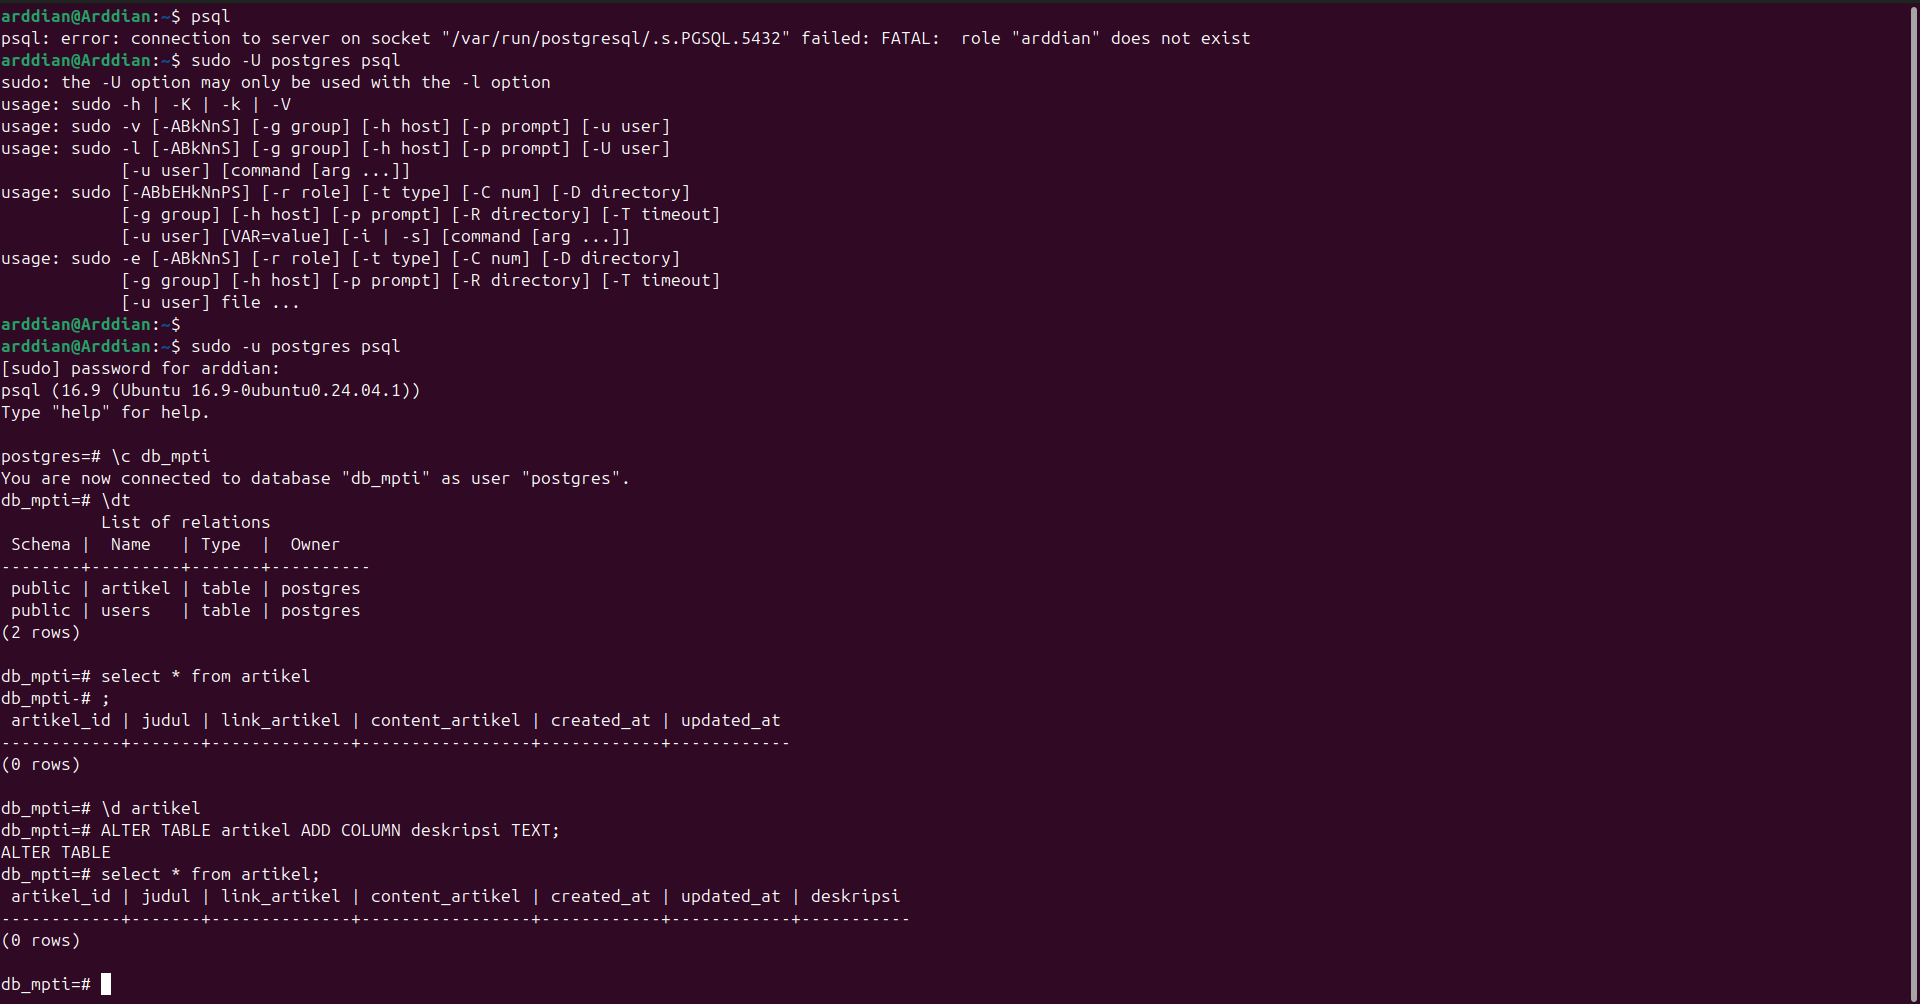 arddian@Arddian:~$ psql
psql: error: connection to server on socket "/var/run/postgresql/.s.PGSQL.5432" failed: FATAL:  role "arddian" does not exist
arddian@Arddian:~$ sudo -U postgres psql
sudo: the -U option may only be used with the -l option
usage: sudo -h | -K | -k | -V
usage: sudo -v [-ABkNnS] [-g group] [-h host] [-p prompt] [-u user]
usage: sudo -l [-ABkNnS] [-g group] [-h host] [-p prompt] [-U user]
            [-u user] [command [arg ...]]
usage: sudo [-ABbEHkNnPS] [-r role] [-t type] [-C num] [-D directory]
            [-g group] [-h host] [-p prompt] [-R directory] [-T timeout]
            [-u user] [VAR=value] [-i | -s] [command [arg ...]]
usage: sudo -e [-ABkNnS] [-r role] [-t type] [-C num] [-D directory]
            [-g group] [-h host] [-p prompt] [-R directory] [-T timeout]
            [-u user] file ...
arddian@Arddian:~$
arddian@Arddian:~$ sudo -u postgres psql
[sudo] password for arddian:
psql (16.9 (Ubuntu 16.9-0ubuntu0.24.04.1))
Type "help" for help.

postgres=# \c db_mpti
You are now connected to database "db_mpti" as user "postgres".
db_mpti=# \dt
          List of relations
 Schema |  Name   | Type  |  Owner
--------+---------+-------+----------
 public | artikel | table | postgres
 public | users   | table | postgres
(2 rows)

db_mpti=# select * from artikel
db_mpti-# ;
 artikel_id | judul | link_artikel | content_artikel | created_at | updated_at
------------+-------+--------------+-----------------+------------+------------
(0 rows)

db_mpti=# \d artikel
db_mpti=# ALTER TABLE artikel ADD COLUMN deskripsi TEXT;
ALTER TABLE
db_mpti=# select * from artikel;
 artikel_id | judul | link_artikel | content_artikel | created_at | updated_at | deskripsi
------------+-------+--------------+-----------------+------------+------------+-----------
(0 rows)

db_mpti=#